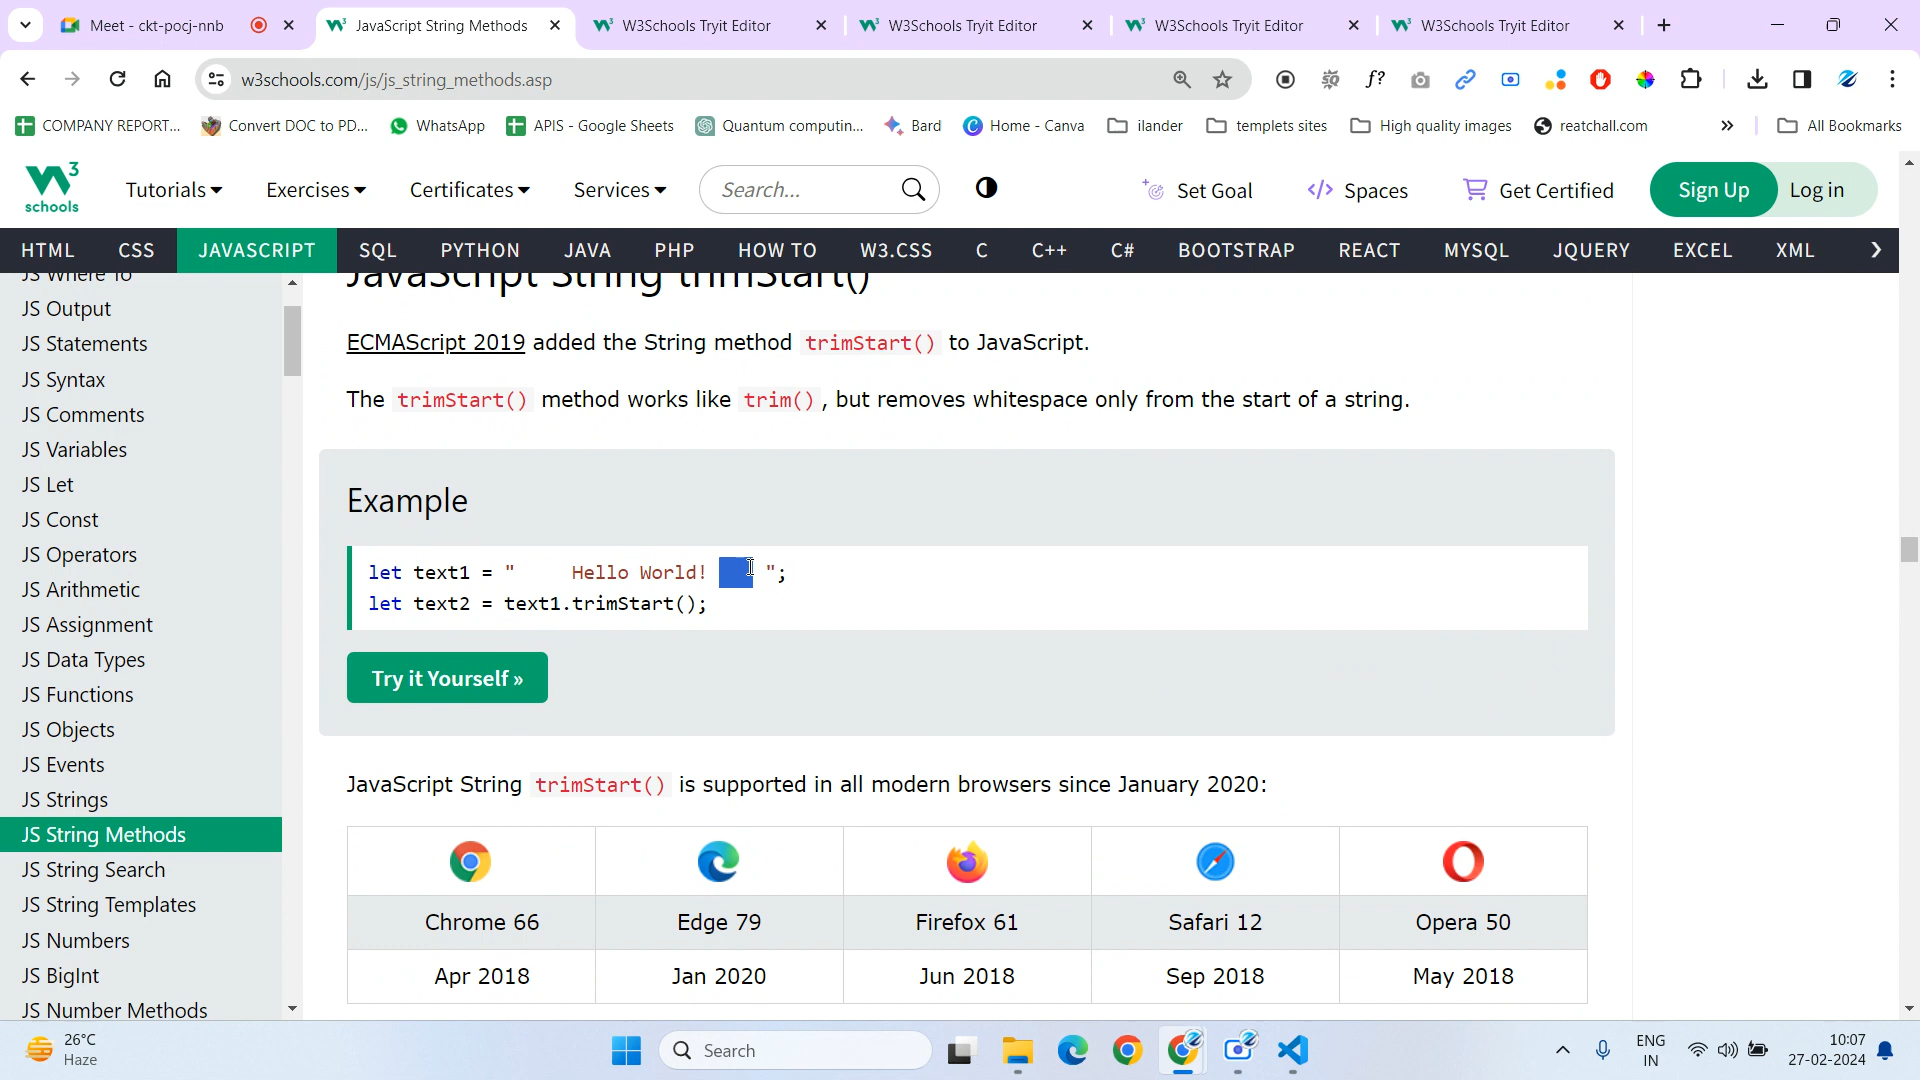 Meet - ckt-pocj-nnb
JavaScript String Methods
W3Schools Tryit Editor
W3Schools Tryit Editor
W3Schools Tryit Editor
W3Schools Tryit Editor
w3schools.com/js/js_string_methods.asp
COMPANY REPORT...
Convert DOC to PD...
WhatsApp
APIS - Google Sheets
Quantum computin...
Bard
Home - Canva
ilander
templets sites
High quality images
reatchall.com
All Bookmarks
schools
Tutorials
Exercises
Certificates
Services
Search...
Set Goal
Spaces
Get Certified
Sign Up
Log in
HTML
CSS
JAVASCRIPT
SQL
PYTHON
JAVA
PHP
HOW TO
W3.CSS
C
C++
C#
BOOTSTRAP
REACT
MYSQL
JQUERY
EXCEL
XML
JS Where To
JS Output
JS Statements
JS Syntax
JS Comments
JS Variables
JS Let
JS Const
JS Operators
JS Arithmetic
JS Assignment
JS Data Types
JS Functions
JS Objects
JS Events
JS Strings
JS String Methods
JS String Search
JS String Templates
JS Numbers
JS BigInt
JS Number Methods
JavaScript String trimStart()
ECMAScript 2019 added the String method trimStart() to JavaScript.
The trimStart() method works like trim(), but removes whitespace only from the start of a string.
Example
let text1 = "     Hello World!     ";
let text2 = text1.trimStart();
Try it Yourself »
JavaScript String trimStart() is supported in all modern browsers since January 2020:
Chrome 66
Edge 79
Firefox 61
Safari 12
Opera 50
Apr 2018
Jan 2020
Jun 2018
Sep 2018
May 2018
26°C
Haze
Search
ENG
IN
10:07
27-02-2024